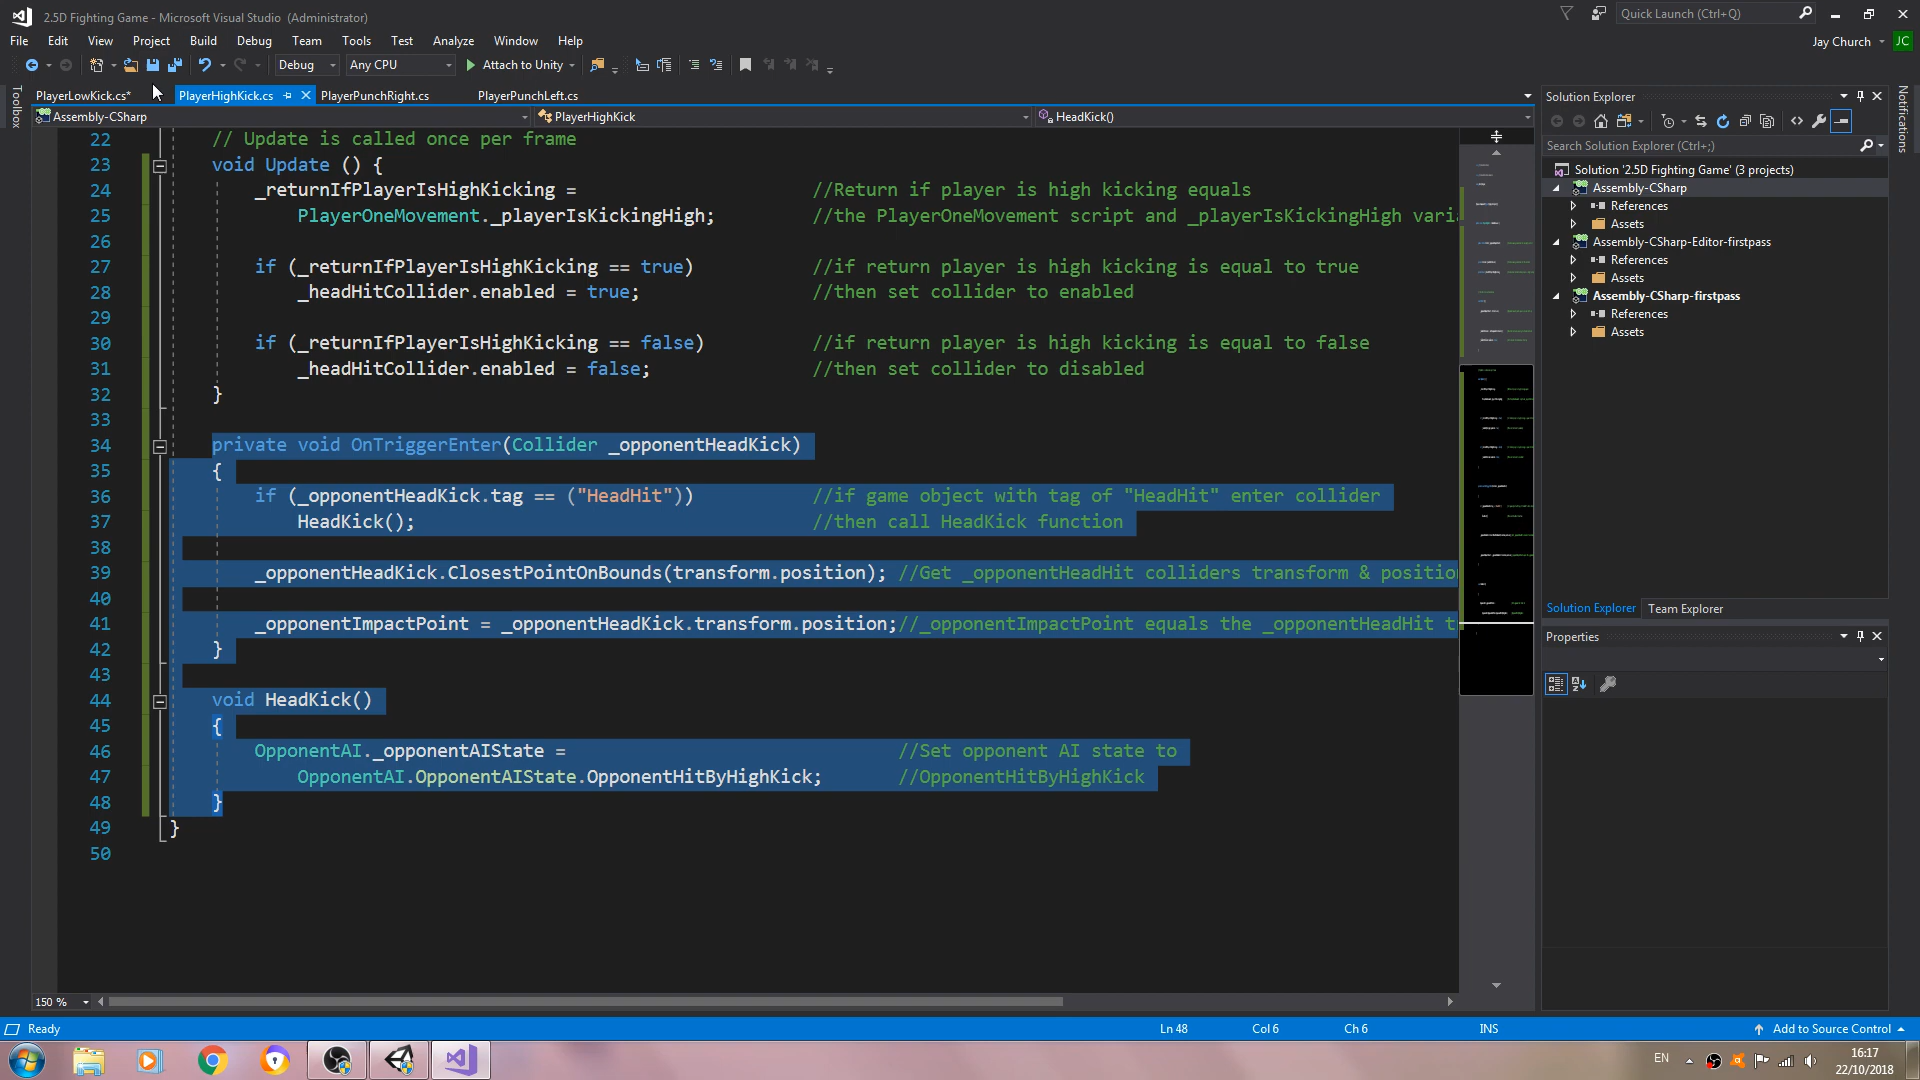 2.5D Fighting Game - Microsoft Visual Studio (Administrator)
Quick Launch (Ctrl+Q)
File Edit View Project Build Debug Team Tools Test Analyze Window Help
Jay Church JC
Debug Any CPU Attach to Unity
Toolbox
PlayerLowKick.cs* PlayerHighKick.cs PlayerPunchRight.cs PlayerPunchLeft.cs
Assembly-CSharp PlayerHighKick HeadKick()
22 // Update is called once per frame
23 void Update () {
24 _returnIfPlayerIsHighKicking = //Return if player is high kicking equals
25 PlayerOneMovement._playerIsKickingHigh; //the PlayerOneMovement script and _playerIsKickingHigh vari
26
27 if (_returnIfPlayerIsHighKicking == true) //if return player is high kicking is equal to true
28 _headHitCollider.enabled = true; //then set collider to enabled
29
30 if (_returnIfPlayerIsHighKicking == false) //if return player is high kicking is equal to false
31 _headHitCollider.enabled = false; //then set collider to disabled
32 }
33
34 private void OnTriggerEnter(Collider _opponentHeadKick)
35 {
36 if (_opponentHeadKick.tag == ("HeadHit")) //if game object with tag of "HeadHit" enter collider
37 HeadKick(); //then call HeadKick function
38
39 _opponentHeadKick.ClosestPointOnBounds(transform.position); //Get _opponentHeadHit colliders transform & positio
40
41 _opponentImpactPoint = _opponentHeadKick.transform.position;//_opponentImpactPoint equals the _opponentHeadHit t
42 }
43
44 void HeadKick()
45 {
46 OpponentAI._opponentAIState = //Set opponent AI state to
47 OpponentAI.OpponentAIState.OpponentHitByHighKick; //OpponentHitByHighKick
48 }
49 }
50
150 %
Solution Explorer
Search Solution Explorer (Ctrl+;)
Solution '2.5D Fighting Game' (3 projects)
Assembly-CSharp
References
Assets
Assembly-CSharp-Editor-firstpass
References
Assets
Assembly-CSharp-firstpass
References
Assets
Solution Explorer Team Explorer
Properties
Notifications
Ready Ln 48 Col 6 Ch 6 INS Add to Source Control
EN 16:17
22/10/2018